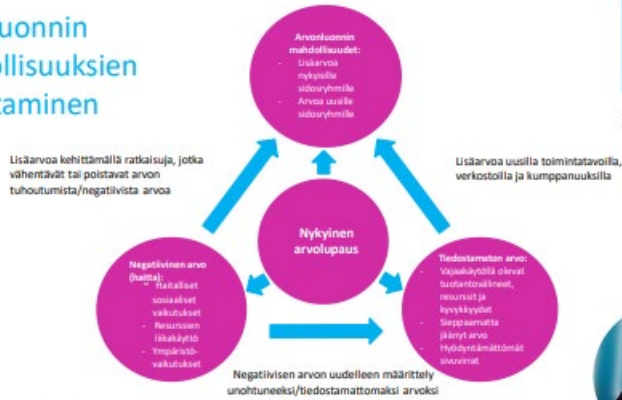 uonnin
llisuuksien
taminen
Arvonluonnin
mahdollisuudet:
- Lisäarvoa
nykyisille
sidosryhmille
- Arvoa uusille
sidosryhmille
Lisäarvoa kehittämällä ratkaisuja, jotka
vähentävät tai poistavat arvon
tuhoutumista/negatiivista arvoa
Lisäarvoa uusilla toimintatavoilla,
verkostoilla ja kumppanuuksilla
Nykyinen
arvolupaus
Negatiivinen arvo
(haitta):
- Haitalliset
sosiaaliset
vaikutukset
- Resurssien
liikakäyttö
- Ympäristö-
vaikutukset
Tiedostamaton arvo:
- Vajaakäytöllä olevat
tuotantovälineet,
resurssit ja
kyvykkyydet
- Sieppaamatta
jäänyt arvo
- Hyödyntämättömät
sivuvirrat
Negatiivisen arvon uudelleen määrittely
unohtuneeksi/tiedostamattomaksi arvoksi